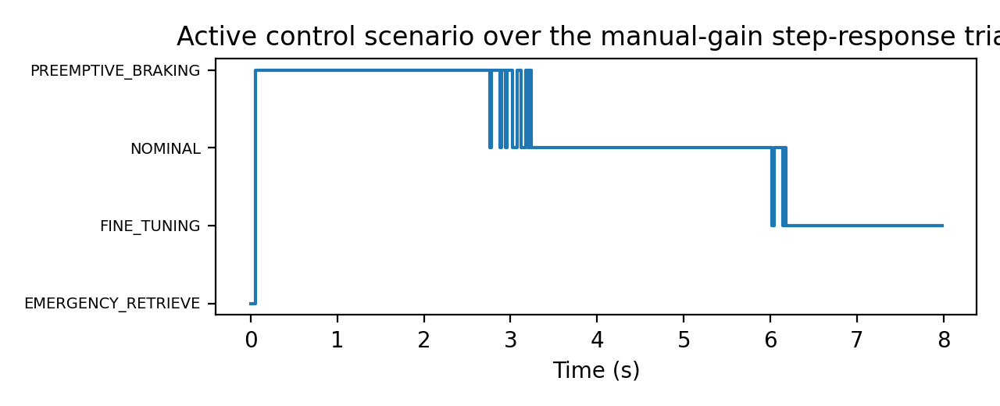 Active control scenario over the manual-gain step-response
PREEMPTIVE_BRAKING
NOMINAL
FINE_TUNING
EMERGENCY_RETRIEVE
0 1 2 3 4 5 6 7 8
Time (s)